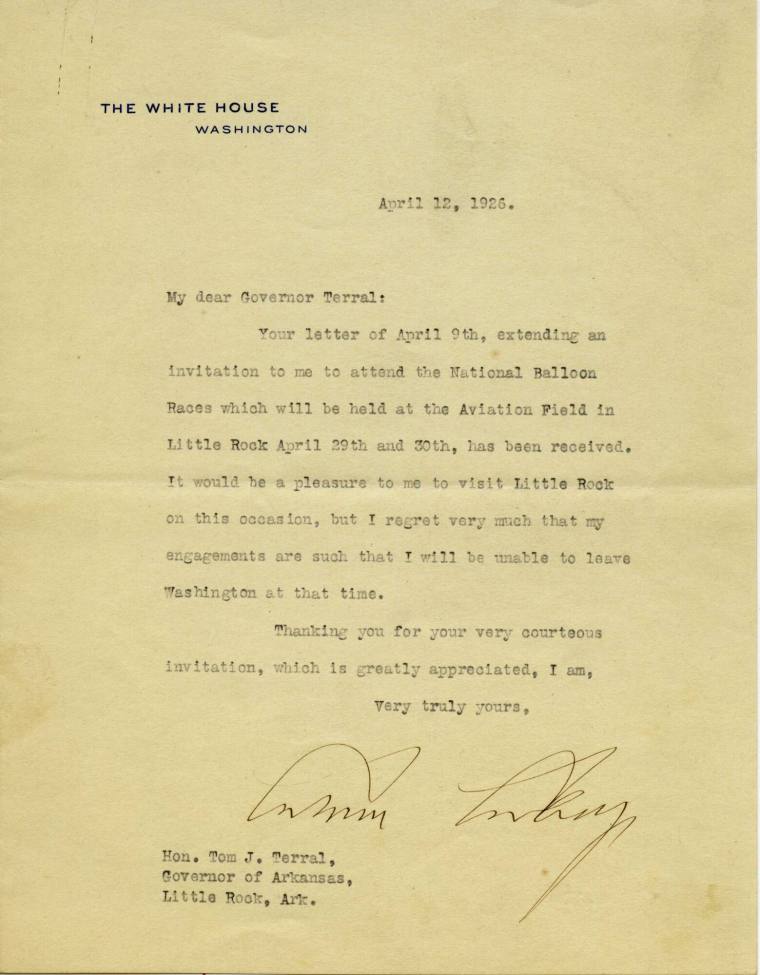 THE WHITE HOUSE
WASHINGTON
April 12, 1926.
My dear Governor Terral:
Your letter of April 9th, extending an
invitation to me to attend the National Balloon
Races which will be held at the Aviation Field in
Little Rock April 29th and 30th, has been received.
It would be a pleasure to me to visit Little Rock
on this occasion, but I regret very much that my
engagements are such that I will be unable to leave
Washington at that time.
Thanking you for your very courteous
invitation, which is greatly appreciated, I am,
Very truly yours,
Hon. Tom J. Terral,
Governor of Arkansas,
Little Rock, Ark.